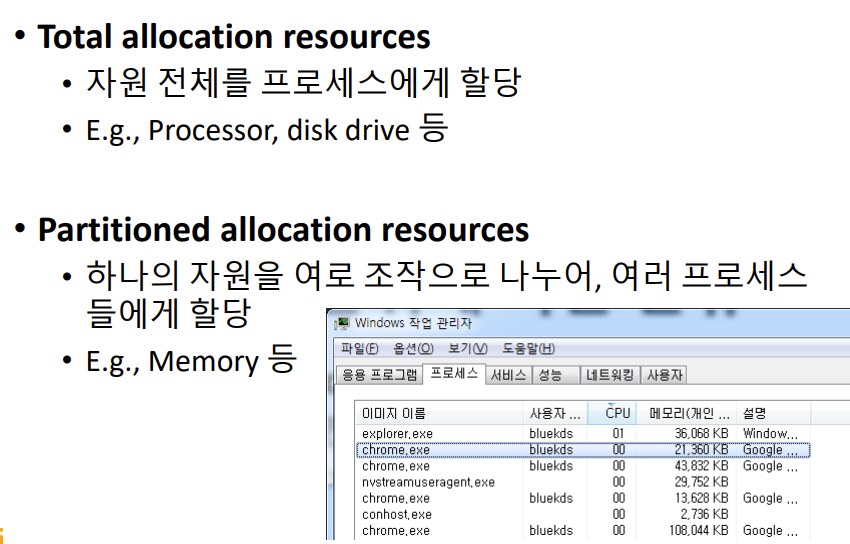 • Total allocation resources
• 자원 전체를 프로세스에게 할당
• E.g., Processor, disk drive 등
• Partitioned allocation resources
• 하나의 자원을 여로 조작으로 나누어, 여러 프로세스
들에게 할당
• E.g., Memory 등
Windows 작업 관리자
파일(F) 옵션(O) 보기(V) 도움말(H)
응용 프로그램 프로세스 서비스 성능 네트워킹 사용자
이미지 이름 사용자 ... CPU 메모리(개인 ... 설명
explorer.exe bluekds 01 36,068 KB Window...
chrome.exe bluekds 00 21,360 KB Google ...
chrome.exe bluekds 00 43,832 KB Google ...
nvstreamuseragent.exe 00 29,752 KB
chrome.exe bluekds 00 13,628 KB Google ...
conhost.exe 00 2,736 KB
chrome.exe bluekds 00 108,044 KB Google ...